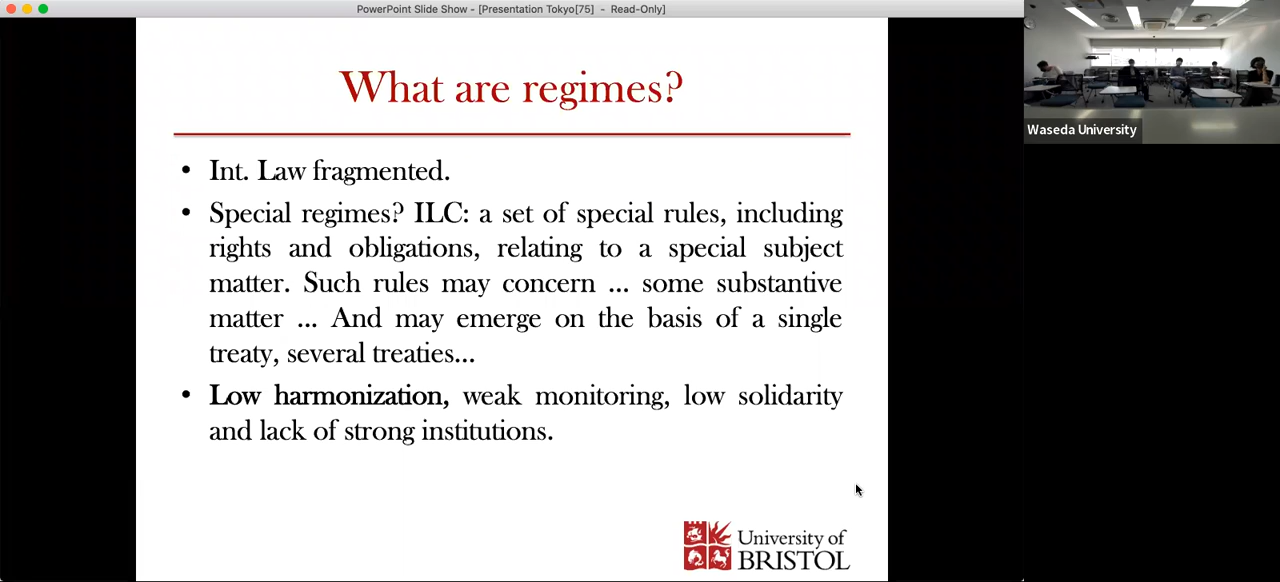 PowerPoint Slide Show - [Presentation Tokyo[75] - Read-Only]
What are regimes?
• Int. Law fragmented.
• Special regimes? ILC: a set of special rules, including
rights and obligations, relating to a special subject
matter. Such rules may concern ... some substantive
matter ... And may emerge on the basis of a single
treaty, several treaties...
• Low harmonization, weak monitoring, low solidarity
and lack of strong institutions.
University of
BRISTOL
Waseda University